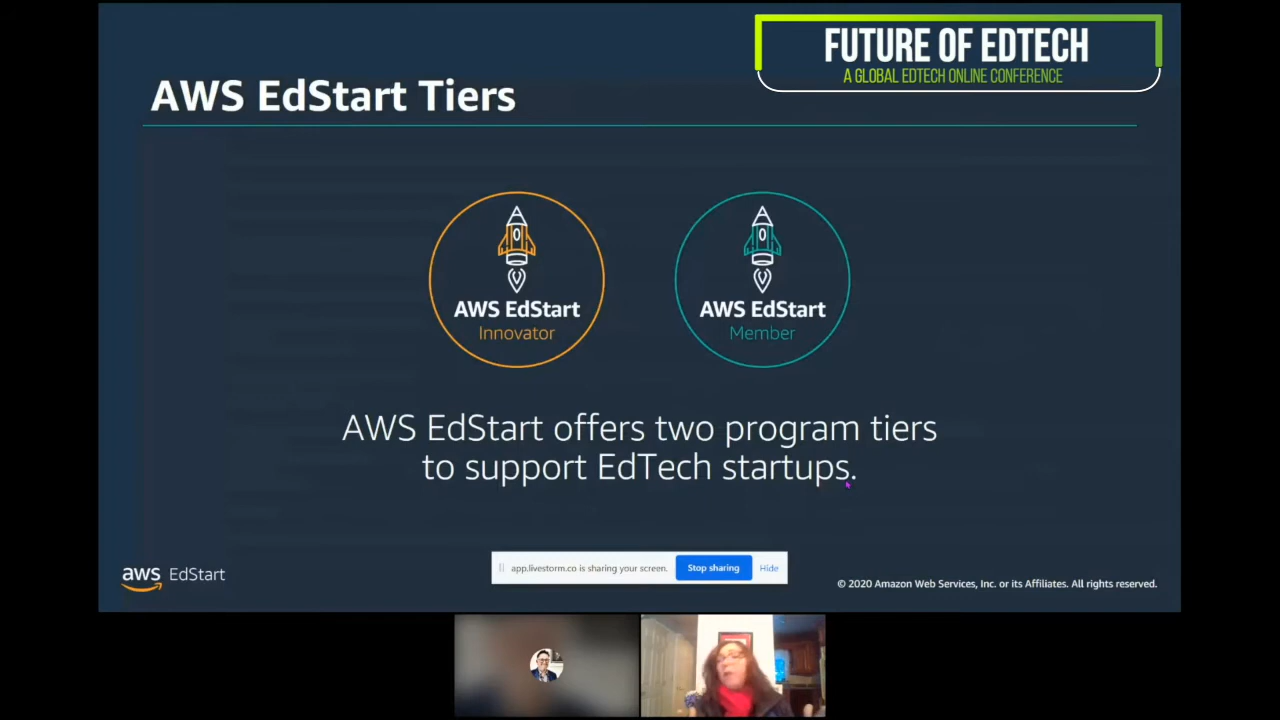 FUTURE OF EDTECH
A GLOBAL EDTECH ONLINE CONFERENCE
AWS EdStart Tiers
AWS EdStart
Innovator
AWS EdStart
Member
AWS EdStart offers two program tiers
to support EdTech startups.
app.livestorm.co is sharing your screen.
Stop sharing
Hide
aws EdStart
© 2020 Amazon Web Services, Inc. or its Affiliates. All rights reserved.